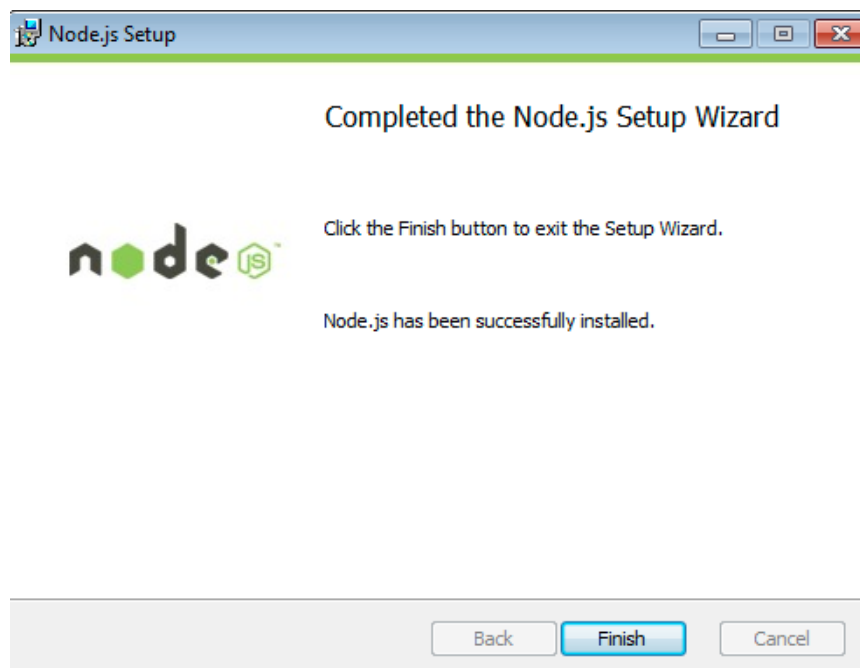 Node.js Setup
Completed the Node.js Setup Wizard
Click the Finish button to exit the Setup Wizard.
node JS™
Node.js has been successfully installed.
Back Finish Cancel